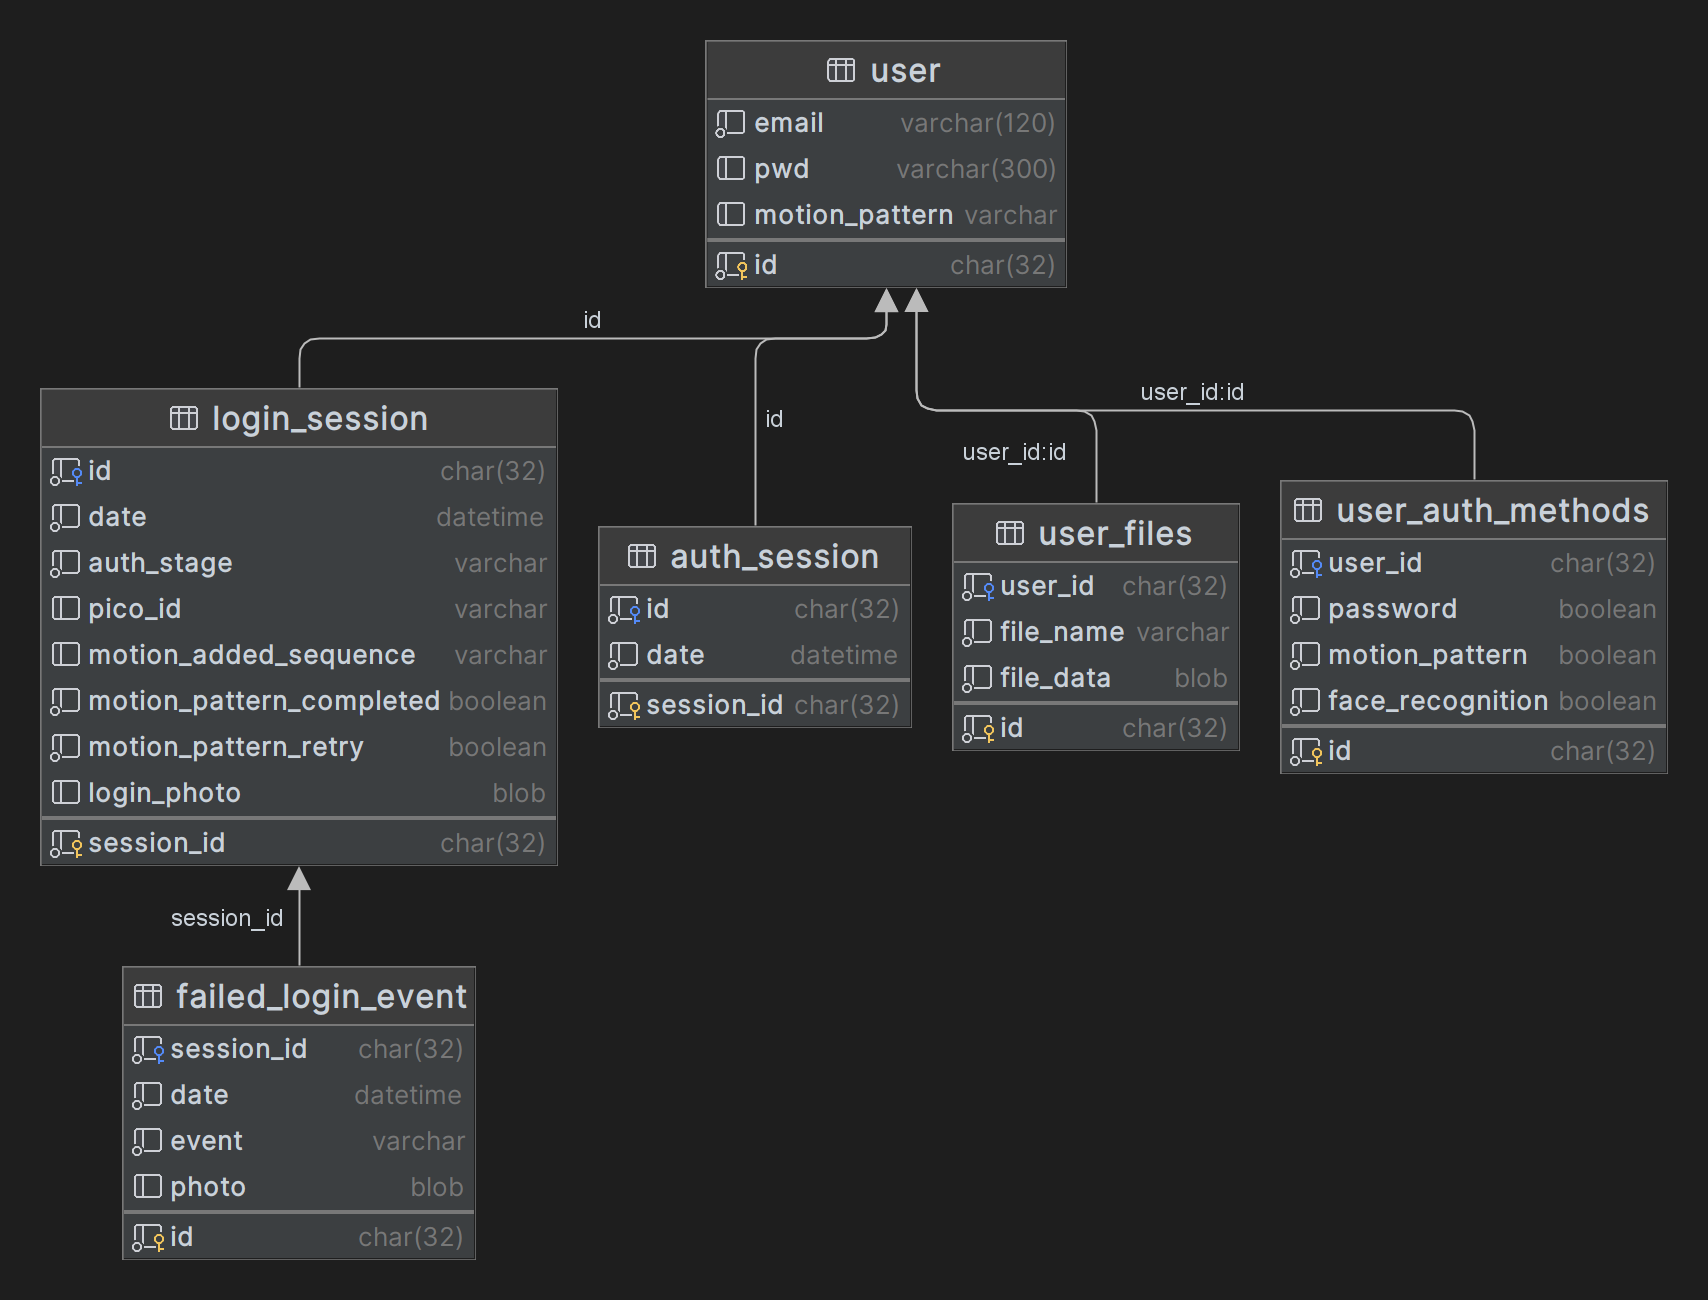 user
email varchar(120)
pwd varchar(300)
motion_pattern varchar
id char(32)
id
id
user_id:id
user_id:id
login_session
id char(32)
date datetime
auth_stage varchar
pico_id varchar
motion_added_sequence varchar
motion_pattern_completed boolean
motion_pattern_retry boolean
login_photo blob
session_id char(32)
auth_session
id char(32)
date datetime
session_id char(32)
user_files
user_id char(32)
file_name varchar
file_data blob
id char(32)
user_auth_methods
user_id char(32)
password boolean
motion_pattern boolean
face_recognition boolean
id char(32)
session_id
failed_login_event
session_id char(32)
date datetime
event varchar
photo blob
id char(32)